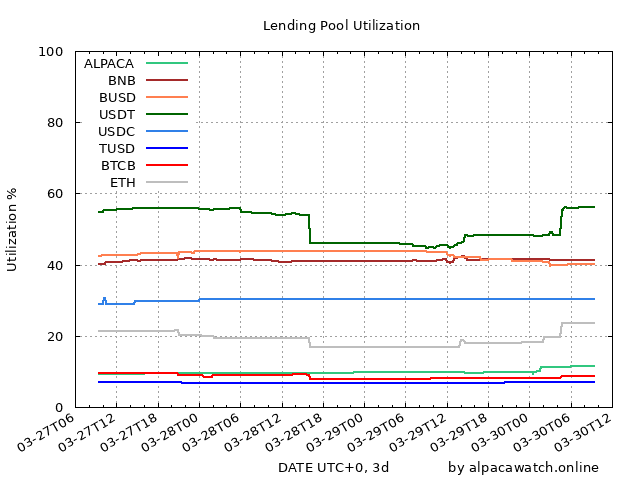 Lending Pool Utilization
100
80
60
40
20
0
Utilization %
ALPACA
BNB
BUSD
USDT
USDC
TUSD
BTCB
ETH
03-27T06
03-27T12
03-27T18
03-28T00
03-28T06
03-28T12
03-28T18
03-29T00
03-29T06
03-29T12
03-29T18
03-30T00
03-30T06
03-30T12
DATE UTC+0, 3d
by alpacawatch.online